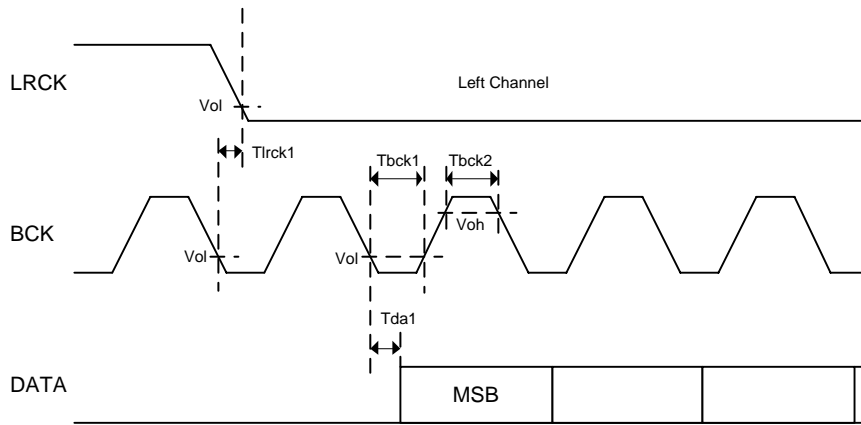 LRCK
Left Channel
Vol
Tlrck1
Tbck1
Tbck2
BCK
Voh
Vol
Vol
Tda1
DATA
MSB